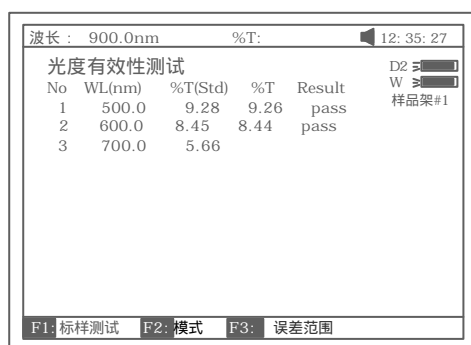 波长： 900.0nm %T: 12: 35: 27
光度有效性测试 D2
No WL(nm) %T(Std) %T Result W
1 500.0 9.28 9.26 pass 样品架#1
2 600.0 8.45 8.44 pass
3 700.0 5.66
F1: 标样测试 F2: 模式 F3: 误差范围